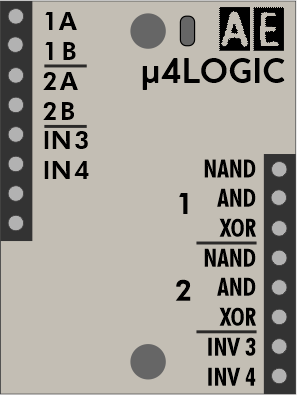 AE
µ4LOGIC
1A
1B
2A
2B
IN3
IN4
1
NAND
AND
XOR
2
NAND
AND
XOR
INV 3
INV 4